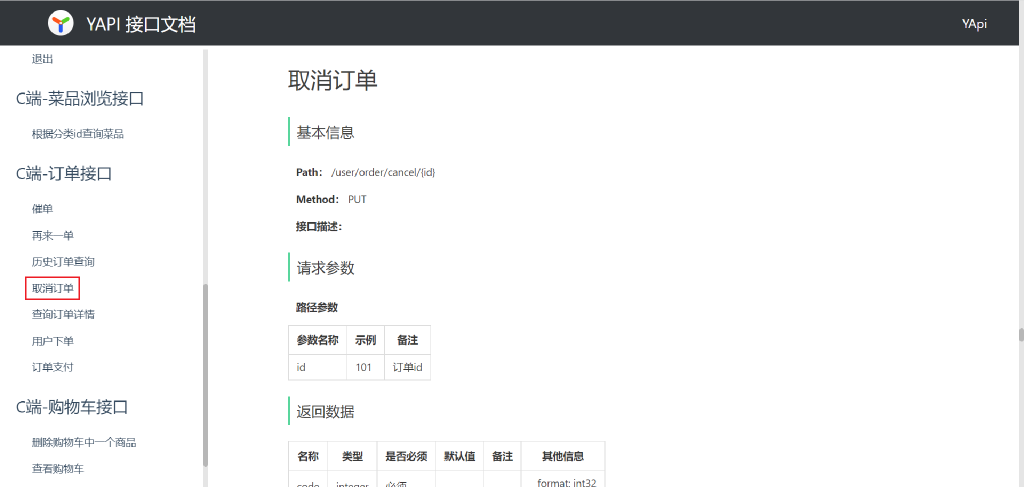 YAPI 接口文档
YApi
退出
C端-菜品浏览接口
根据分类id查询菜品
C端-订单接口
催单
再来一单
历史订单查询
取消订单
查询订单详情
用户下单
订单支付
C端-购物车接口
删除购物车中一个商品
查看购物车
取消订单
基本信息
Path： /user/order/cancel/{id}
Method： PUT
接口描述：
请求参数
路径参数
参数名称 示例 备注
id 101 订单id
返回数据
名称 类型 是否必须 默认值 备注 其他信息
code integer 必须 format: int32